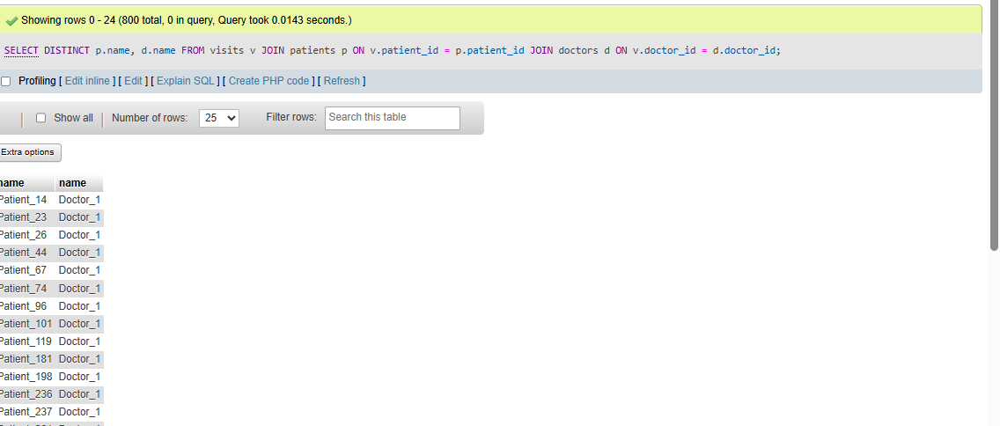 Showing rows 0 - 24 (800 total, 0 in query, Query took 0.0143 seconds.)
SELECT DISTINCT p.name, d.name FROM visits v JOIN patients p ON v.patient_id = p.patient_id JOIN doctors d ON v.doctor_id = d.doctor_id;
Profiling [ Edit inline ] [ Edit ] [ Explain SQL ] [ Create PHP code ] [ Refresh ]
Show all Number of rows: 25 Filter rows: Search this table
Extra options
name name
Patient_14 Doctor_1
Patient_23 Doctor_1
Patient_26 Doctor_1
Patient_44 Doctor_1
Patient_67 Doctor_1
Patient_74 Doctor_1
Patient_96 Doctor_1
Patient_101 Doctor_1
Patient_119 Doctor_1
Patient_181 Doctor_1
Patient_198 Doctor_1
Patient_236 Doctor_1
Patient_237 Doctor_1